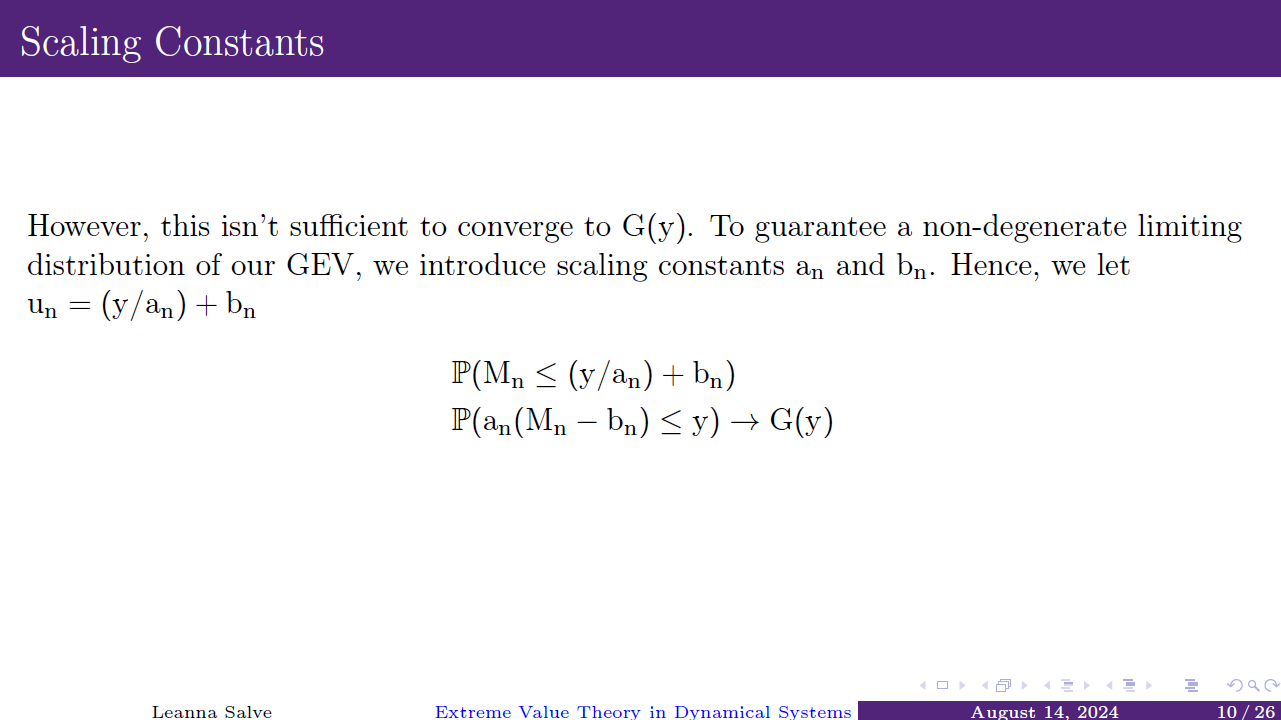 Scaling Constants
However, this isn't sufficient to converge to G(y). To guarantee a non-degenerate limiting
distribution of our GEV, we introduce scaling constants aₙ and bₙ. Hence, we let
uₙ = (y/aₙ) + bₙ
ℙ(Mₙ ≤ (y/aₙ) + bₙ)
ℙ(aₙ(Mₙ − bₙ) ≤ y) → G(y)
Leanna Salve Extreme Value Theory in Dynamical Systems August 14, 2024 10 / 26